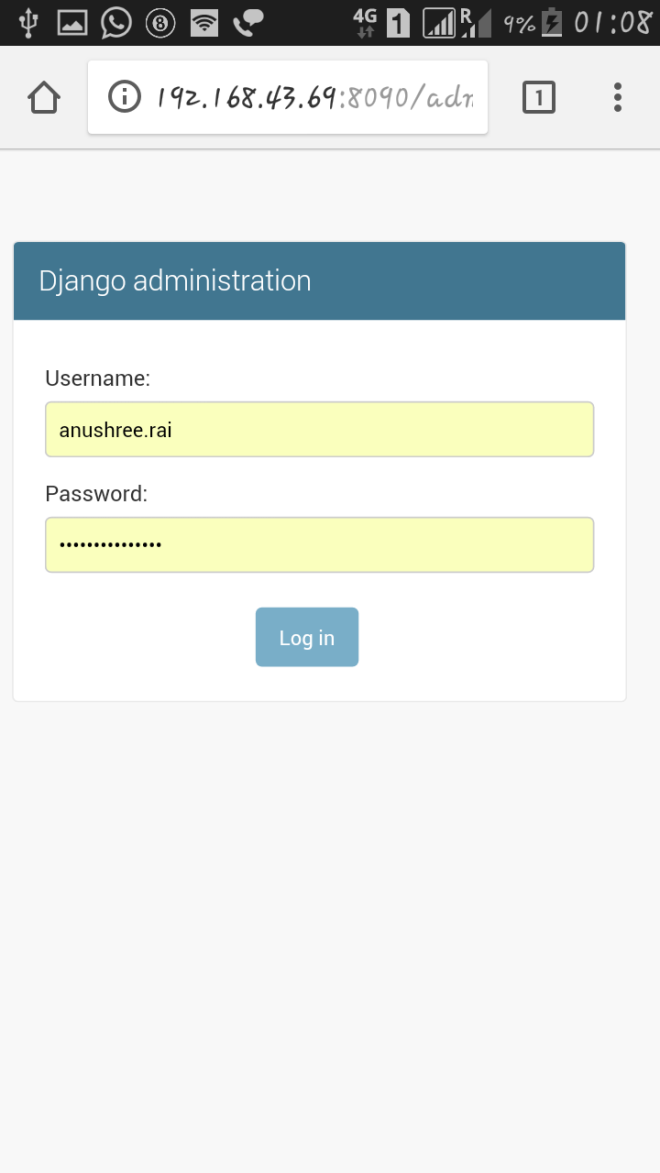 4G 1 R 9% 01:08
192.168.43.69:8090/adm 1
Django administration
Username:
anushree.rai
Password:
•••••••••••••••
Log in